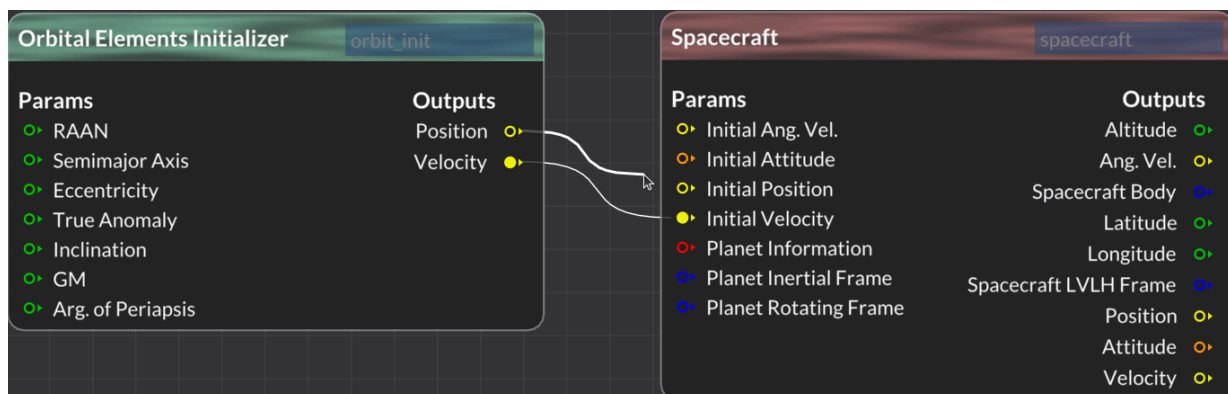 Orbital Elements Initializer
orbit_init
Params
Outputs
RAAN
Position
Semimajor Axis
Velocity
Eccentricity
True Anomaly
Inclination
GM
Arg. of Periapsis
Spacecraft
spacecraft
Params
Outputs
Initial Ang. Vel.
Altitude
Initial Attitude
Ang. Vel.
Initial Position
Spacecraft Body
Initial Velocity
Latitude
Planet Information
Longitude
Planet Inertial Frame
Spacecraft LVLH Frame
Planet Rotating Frame
Position
Attitude
Velocity